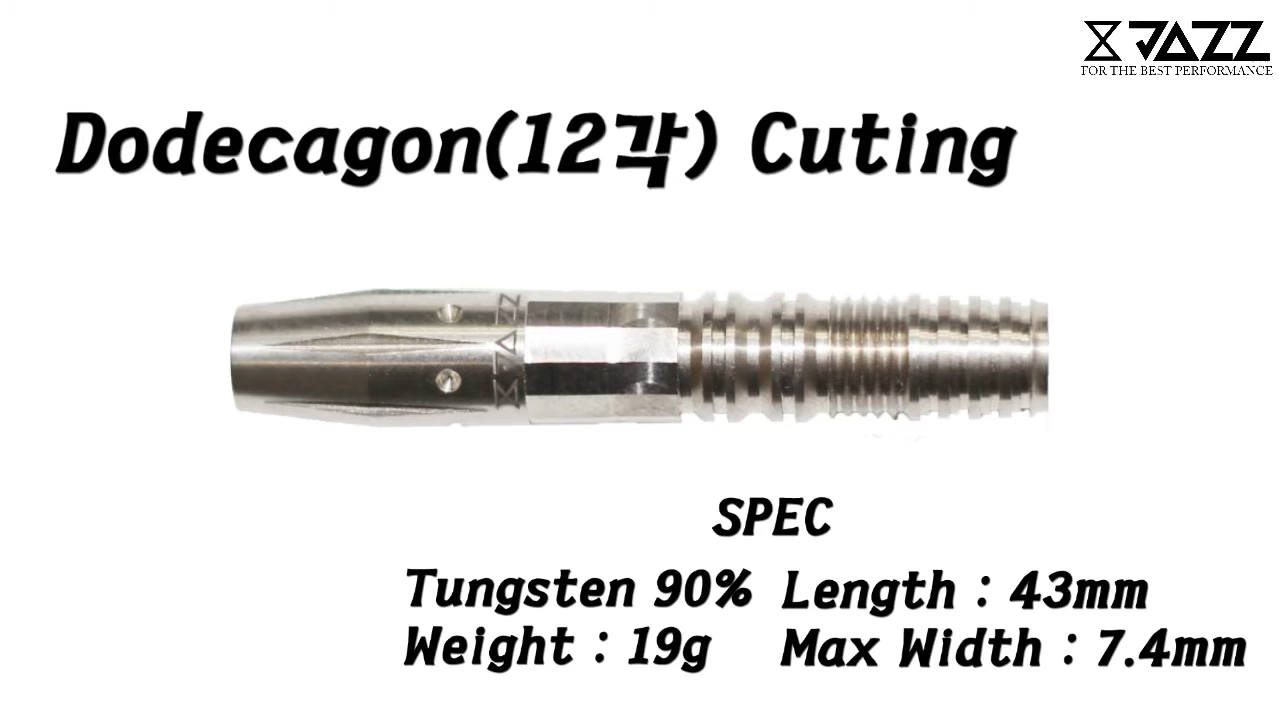 JAZZ
FOR THE BEST PERFORMANCE
Dodecagon(12각) Cuting
JAZZ
SPEC
Tungsten 90% Length : 43mm
Weight : 19g Max Width : 7.4mm